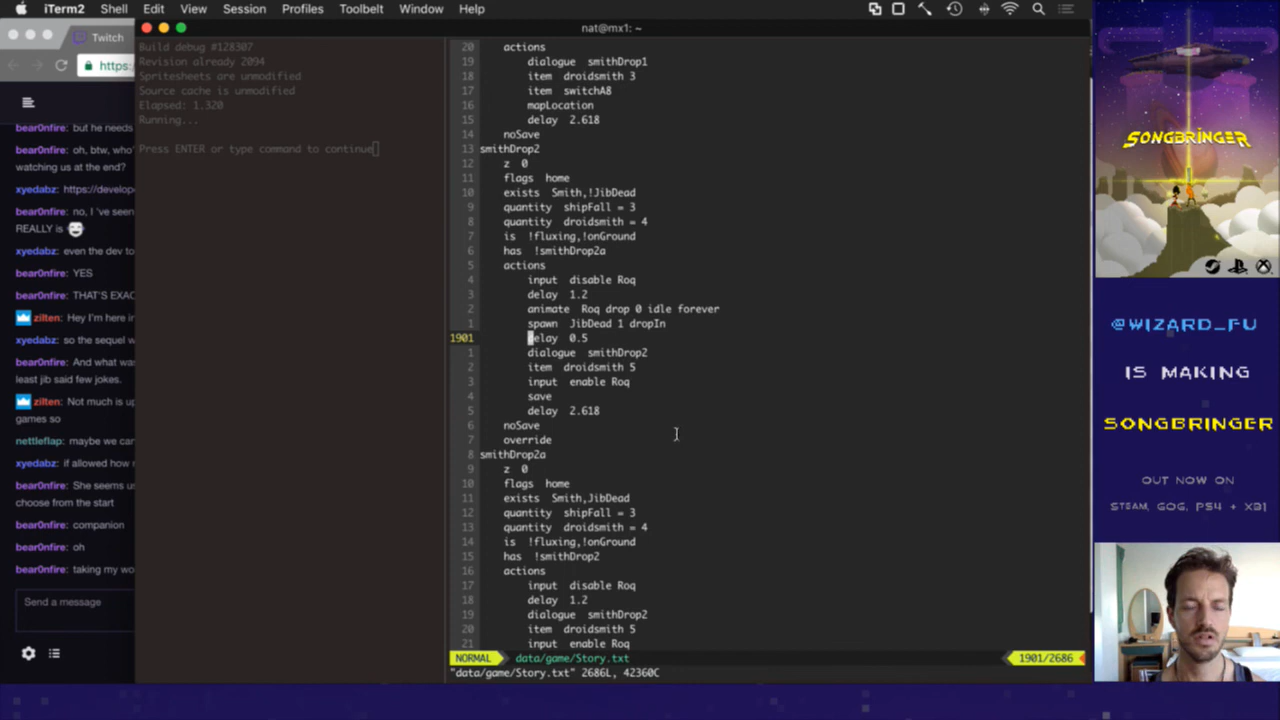 iTerm2 Shell Edit View Session Profiles Toolbelt Window Help
nat@mx1: ~
Twitch
https:
bear0nfire: but he needs
bear0nfire: oh, btw, who'
watching us at the end?
xyedabz: https://develope
bear0nfire: no, I 've seen
REALLY is
xyedabz: even the dev to
bear0nfire: YES
bear0nfire: THAT'S EXAC
zilten: Hey I'm here in
xyedabz: so the sequel w
bear0nfire: And what was
least jib said few jokes.
zilten: Not much is up
games so
nettleflap: maybe we can
xyedabz: if allowed how
bear0nfire: She seems us
choose from the start
bear0nfire: companion
bear0nfire: oh
bear0nfire: taking my wo
Send a message
Build debug #128307
Revision already 2094
Spritesheets are unmodified
Source cache is unmodified
Elapsed: 1.320
Running...
Press ENTER or type command to continue
20 actions
19 dialogue smithDrop1
18 item droidsmith 3
17 item switchA8
16 mapLocation
15 delay 2.618
14 noSave
13 smithDrop2
12 z 0
11 flags home
10 exists Smith,!JibDead
9 quantity shipFall = 3
8 quantity droidsmith = 4
7 is !fluxing,!onGround
6 has !smithDrop2a
5 actions
4 input disable Roq
3 delay 1.2
2 animate Roq drop 0 idle forever
1 spawn JibDead 1 dropIn
1901 delay 0.5
1 dialogue smithDrop2
2 item droidsmith 5
3 input enable Roq
4 save
5 delay 2.618
6 noSave
7 override
8 smithDrop2a
9 z 0
10 flags home
11 exists Smith,JibDead
12 quantity shipFall = 3
13 quantity droidsmith = 4
14 is !fluxing,!onGround
15 has !smithDrop2
16 actions
17 input disable Roq
18 delay 1.2
19 dialogue smithDrop2
20 item droidsmith 5
21 input enable Roq
NORMAL data/game/Story.txt 1901/2686
"data/game/Story.txt" 2686L, 42360C
SONGBRINGER
@WIZARD_FU
IS MAKING
SONGBRINGER
OUT NOW ON
STEAM, GOG, PS4 + XB1